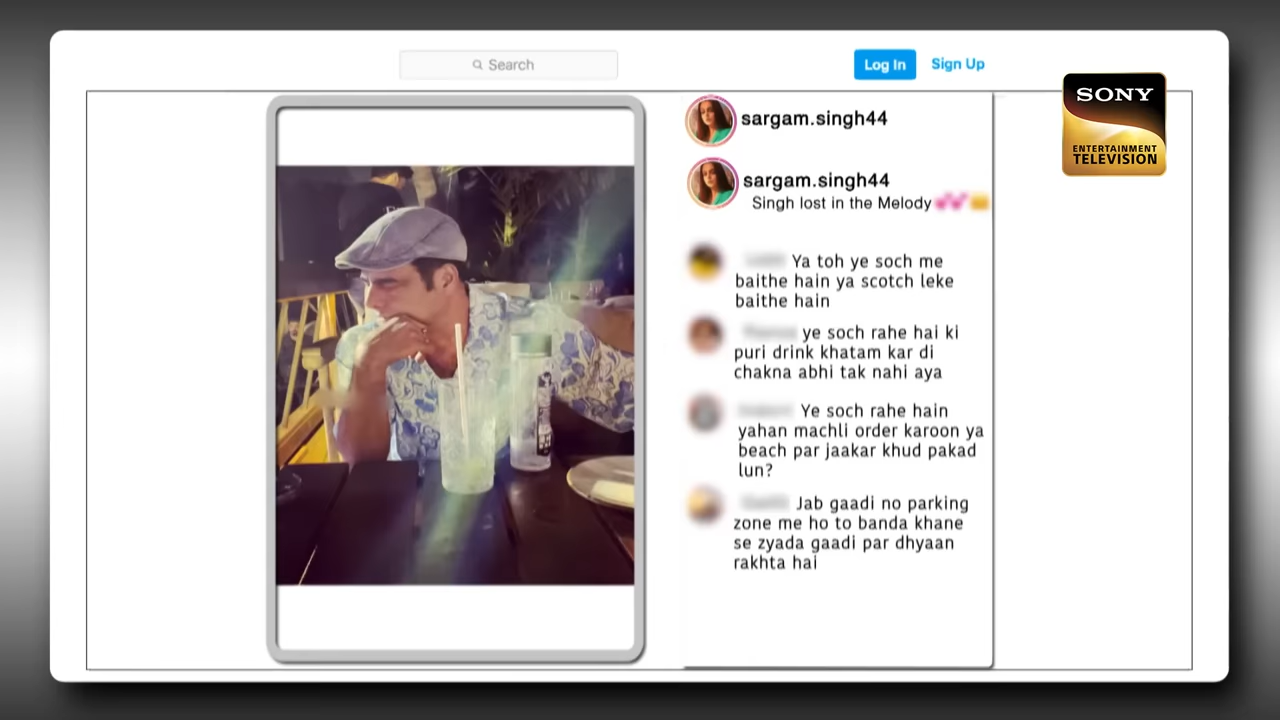 Search
Log In
Sign Up
SONY
ENTERTAINMENT
TELEVISION
sargam.singh44
sargam.singh44
Singh lost in the Melody
Ya toh ye soch me
baithe hain ya scotch leke
baithe hain
ye soch rahe hai ki
puri drink khatam kar di
chakna abhi tak nahi aya
Ye soch rahe hain
yahan machli order karoon ya
beach par jaakar khud pakad
lun?
Jab gaadi no parking
zone me ho to banda khane
se zyada gaadi par dhyaan
rakhta hai